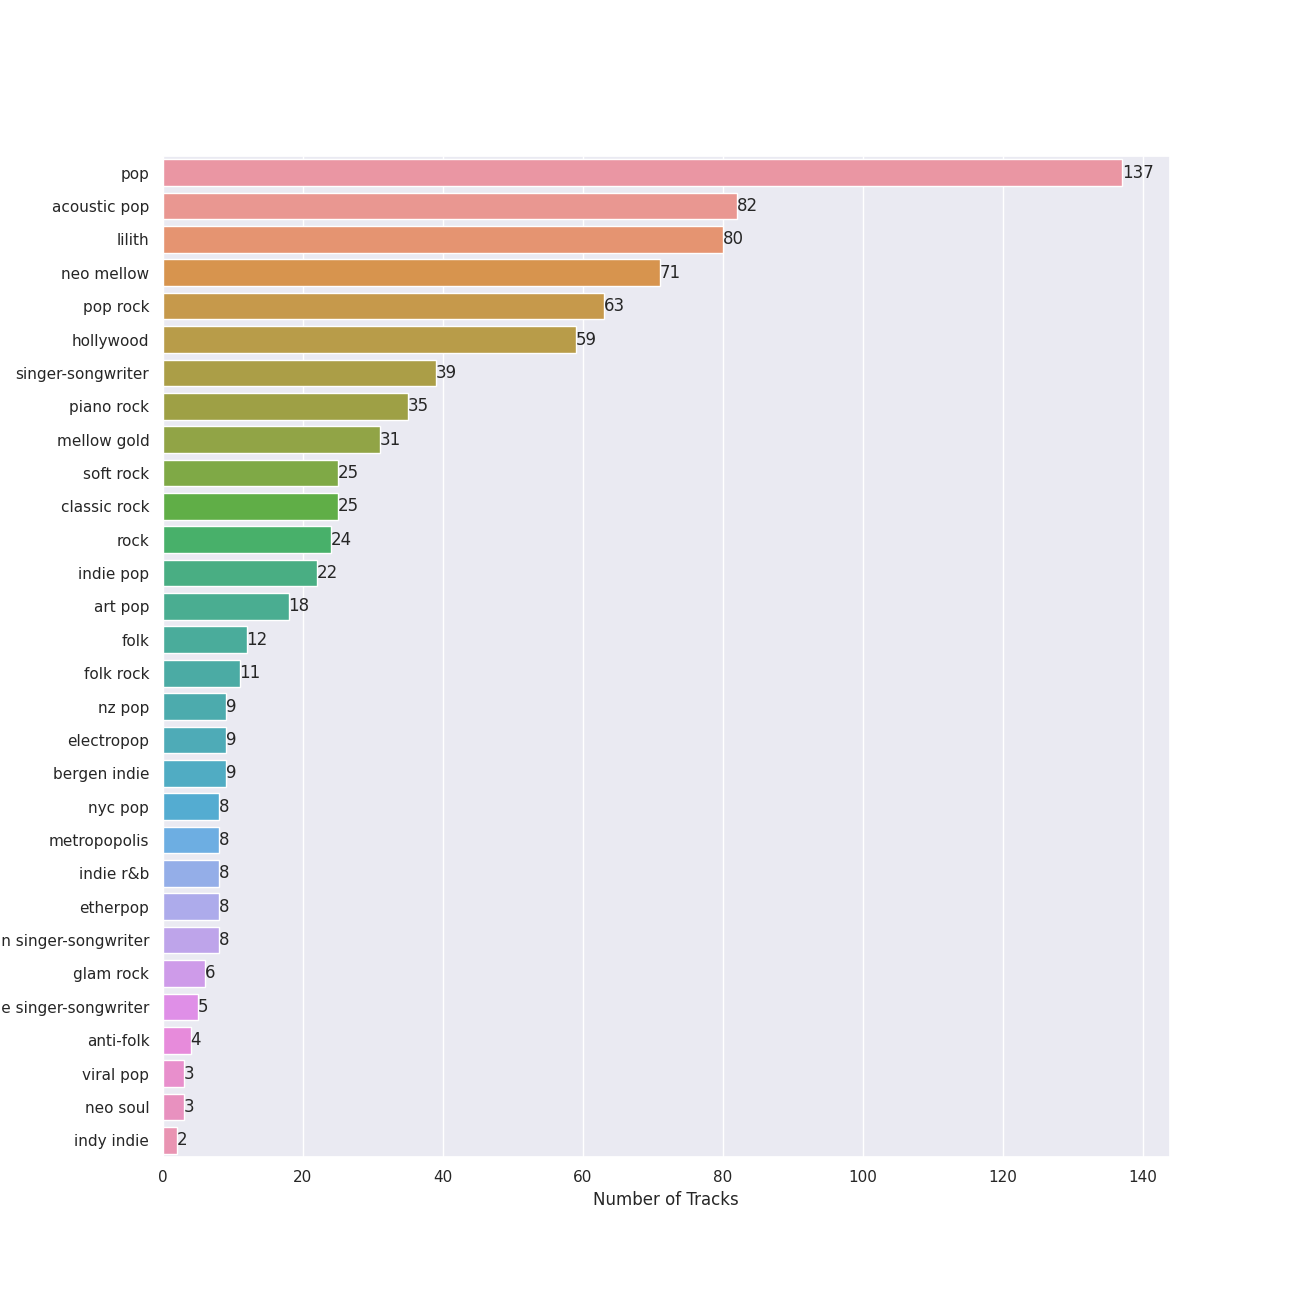 pop 137
acoustic pop 82
lilith 80
neo mellow 71
pop rock 63
hollywood 59
singer-songwriter 39
piano rock 35
mellow gold 31
soft rock 25
classic rock 25
rock 24
indie pop 22
art pop 18
folk 12
folk rock 11
nz pop 9
electropop 9
bergen indie 9
nyc pop 8
metropopolis 8
indie r&b 8
etherpop 8
n singer-songwriter 8
glam rock 6
e singer-songwriter 5
anti-folk 4
viral pop 3
neo soul 3
indy indie 2
0 20 40 60 80 100 120 140
Number of Tracks